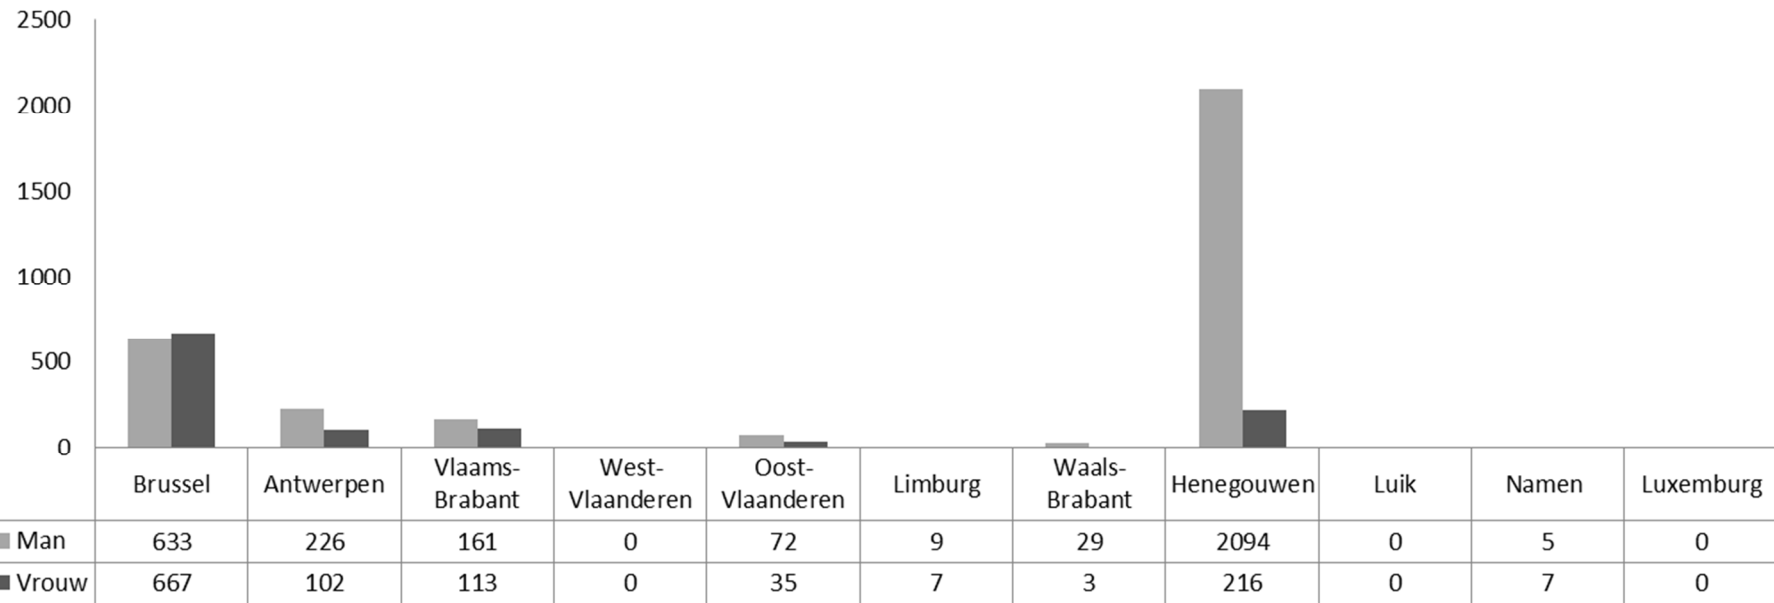 2500
2000
1500
1000
500
0
Brussel Antwerpen Vlaams-Brabant West-Vlaanderen Oost-Vlaanderen Limburg Waals-Brabant Henegouwen Luik Namen Luxemburg
Man 633 226 161 0 72 9 29 2094 0 5 0
Vrouw 667 102 113 0 35 7 3 216 0 7 0